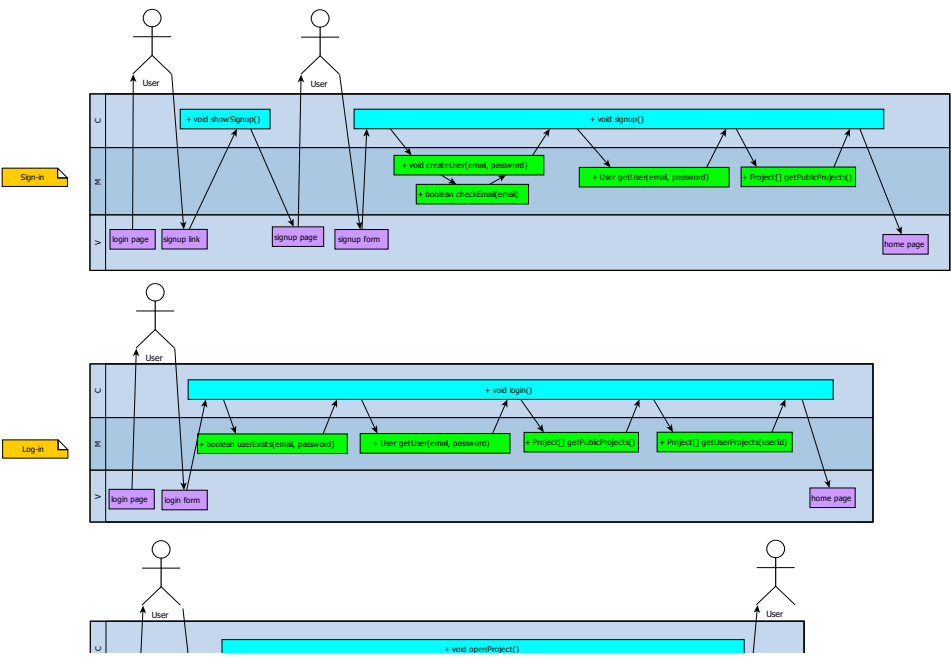 User
User
C
+ void showSignup()
+ void signup()
Sign-in
M
+ void createUser(email, password)
+ User getUser(email, password)
+ Project[] getPublicProjects()
+ boolean checkEmail(email)
V
login page
signup link
signup page
signup form
home page
User
C
+ void login()
Log-in
M
+ boolean userExists(email, password)
+ User getUser(email, password)
+ Project[] getPublicProjects()
+ Project[] getUserProjects(userId)
V
login page
login form
home page
User
User
C
+ void openProject()